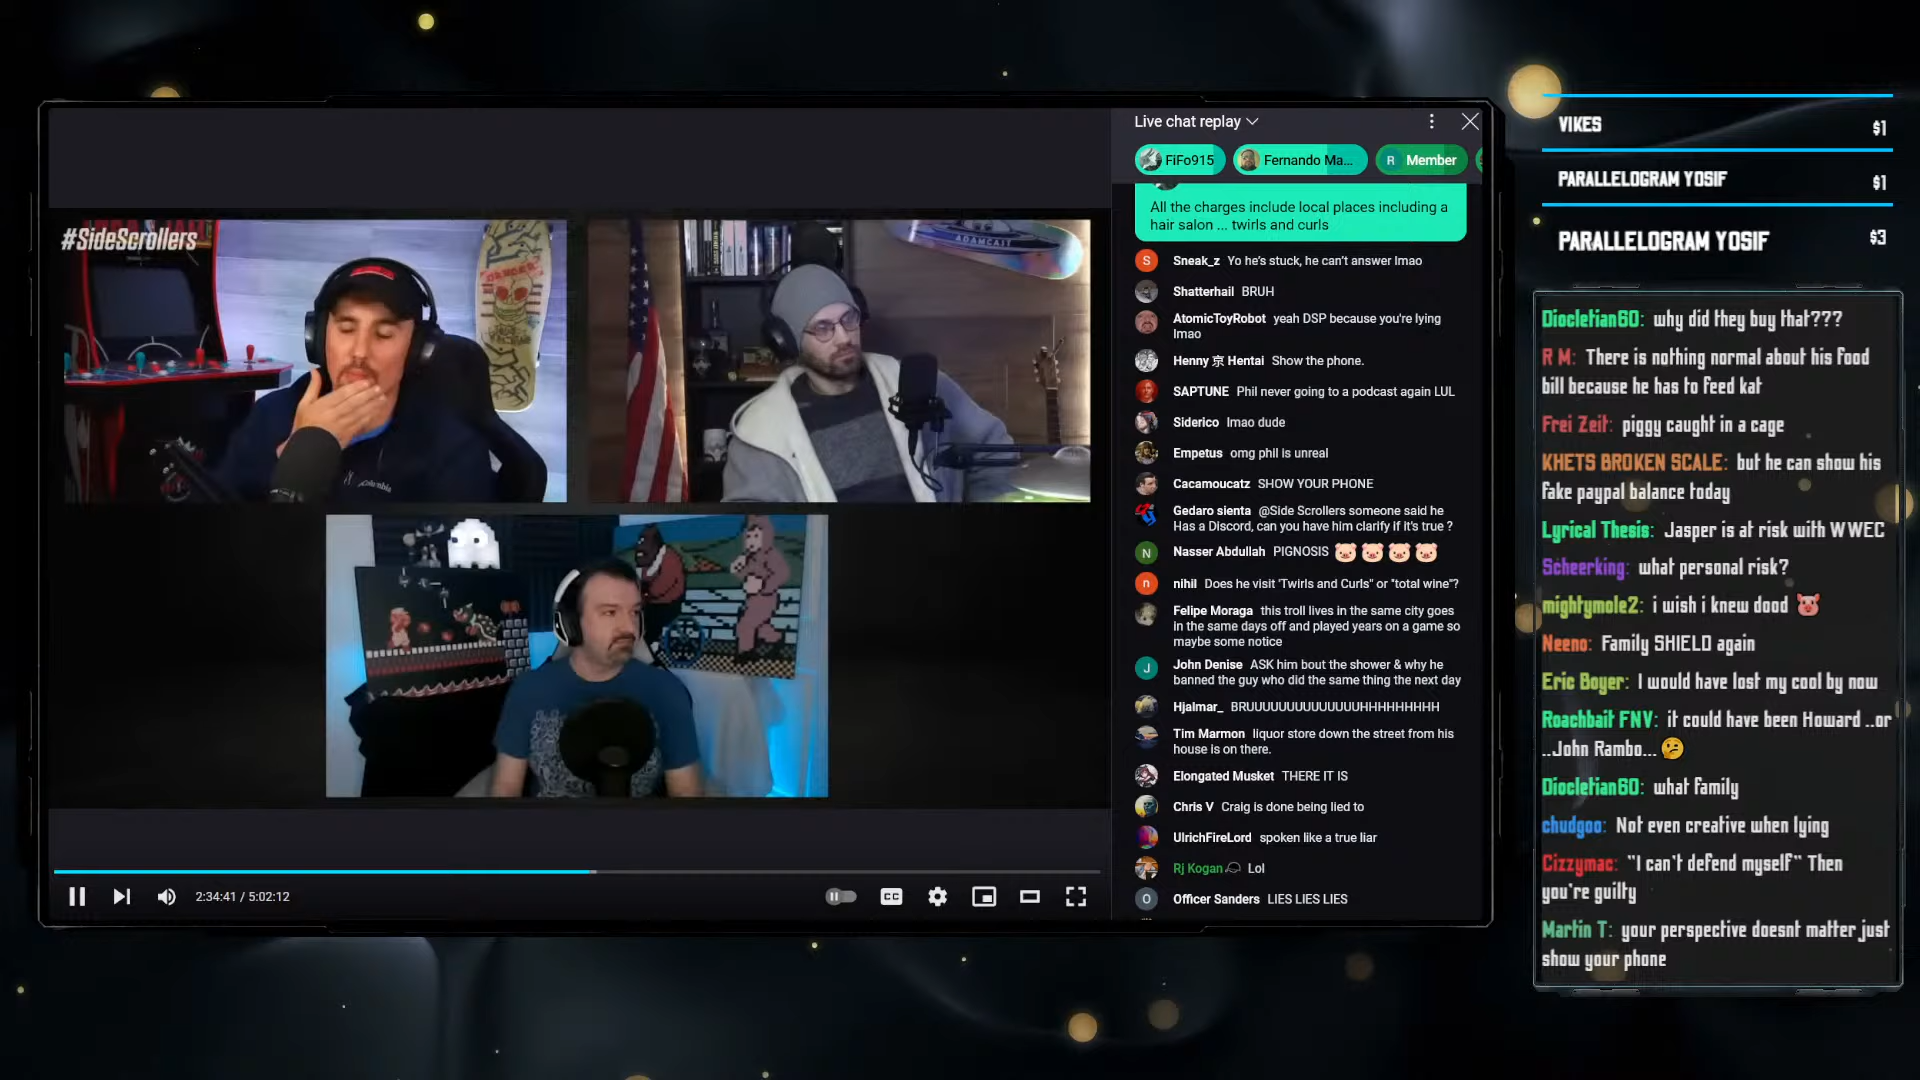 #SideScrollers
ADAMCAST
Columbia
2:34:41 / 5:02:12
CC
Live chat replay
FiFo915
Fernando Ma...
R Member
All the charges include local places including a
hair salon ... twirls and curls
S Sneak_z Yo he's stuck, he can't answer lmao
Shatterhail BRUH
AtomicToyRobot yeah DSP because you're lying
lmao
Henny 京 Hentai Show the phone.
SAPTUNE Phil never going to a podcast again LUL
Siderico lmao dude
Empetus omg phil is unreal
Cacamoucatz SHOW YOUR PHONE
Gedaro sienta @Side Scrollers someone said he
Has a Discord, can you have him clarify if it's true ?
N Nasser Abdullah PIGNOSIS 🐷🐷🐷🐷
n nihil Does he visit 'Twirls and Curls" or "total wine"?
Felipe Moraga this troll lives in the same city goes
in the same days off and played years on a game so
maybe some notice
J John Denise ASK him bout the shower & why he
banned the guy who did the same thing the next day
Hjalmar_ BRUUUUUUUUUUUUUHHHHHHHHH
Tim Marmon liquor store down the street from his
house is on there.
Elongated Musket THERE IT IS
Chris V Craig is done being lied to
UlrichFireLord spoken like a true liar
Rj Kogan Lol
O Officer Sanders LIES LIES LIES
VIKES $1
PARALLELOGRAM YOSIF $1
PARALLELOGRAM YOSIF $3
Diocletian60: why did they buy that???
R M: There is nothing normal about his food
bill because he has to feed kat
Frei Zeit: piggy caught in a cage
KHETS BROKEN SCALE: but he can show his
fake paypal balance today
Lyrical Thesis: Jasper is at risk with WWEC
Scheerking: what personal risk?
mightymole2: i wish i knew dood 🐷
Neeno: Family SHIELD again
Eric Boyer: I would have lost my cool by now
Roachbait FNV: it could have been Howard ..or
..John Rambo... 🤔
Diocletian60: what family
chudgoo: Not even creative when lying
Cizzymac: "I can't defend myself" Then
you're guilty
Martin T: your perspective doesnt matter just
show your phone